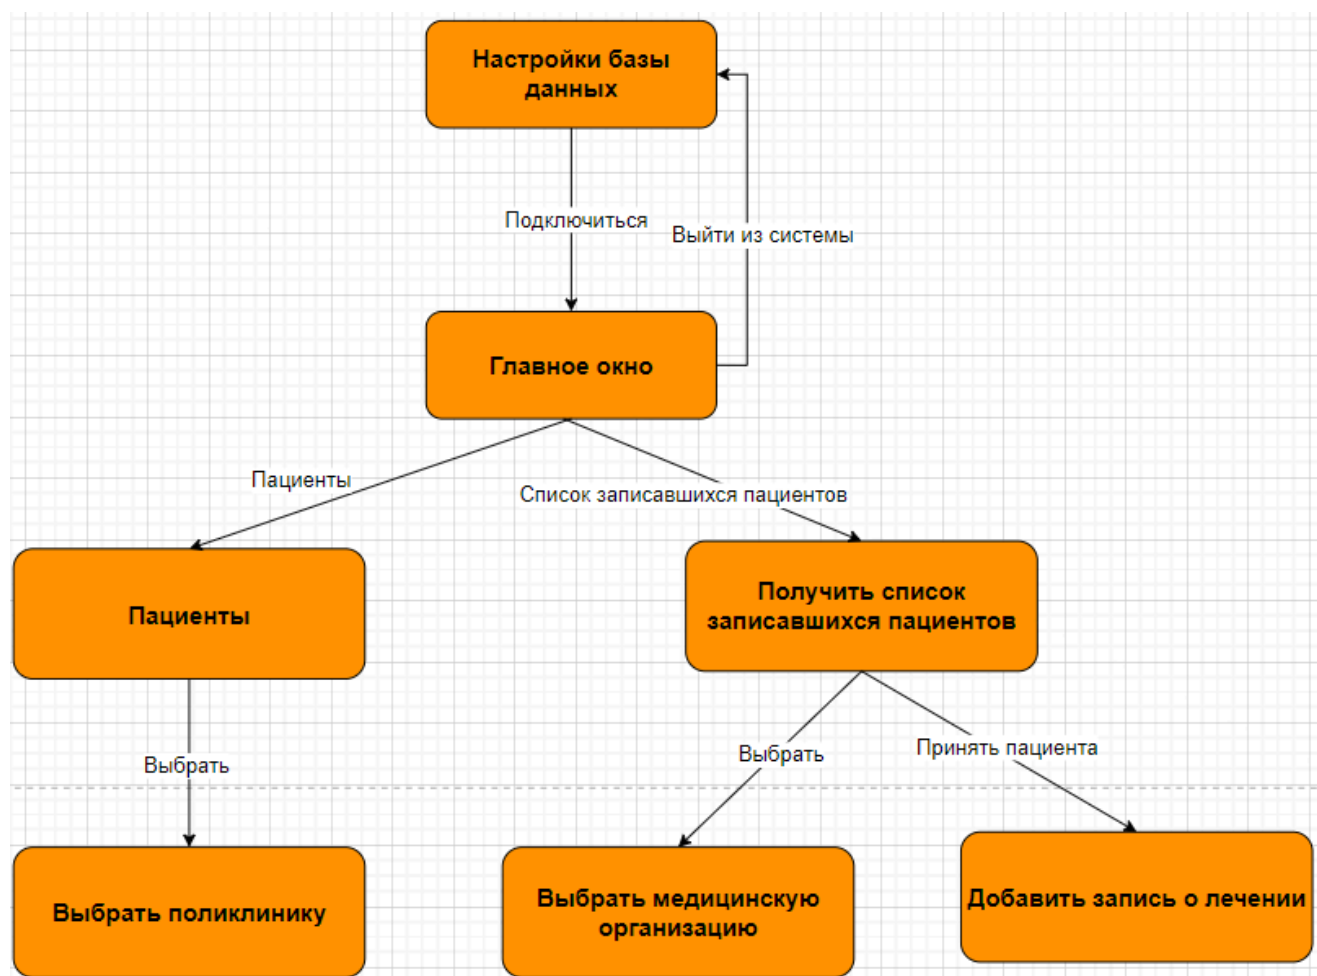 Настройки базы
данных
Подключиться
Выйти из системы
Главное окно
Пациенты
Список записавшихся пациентов
Пациенты
Получить список
записавшихся пациентов
Выбрать
Выбрать
Принять пациента
Выбрать поликлинику
Выбрать медицинскую
организацию
Добавить запись о лечении